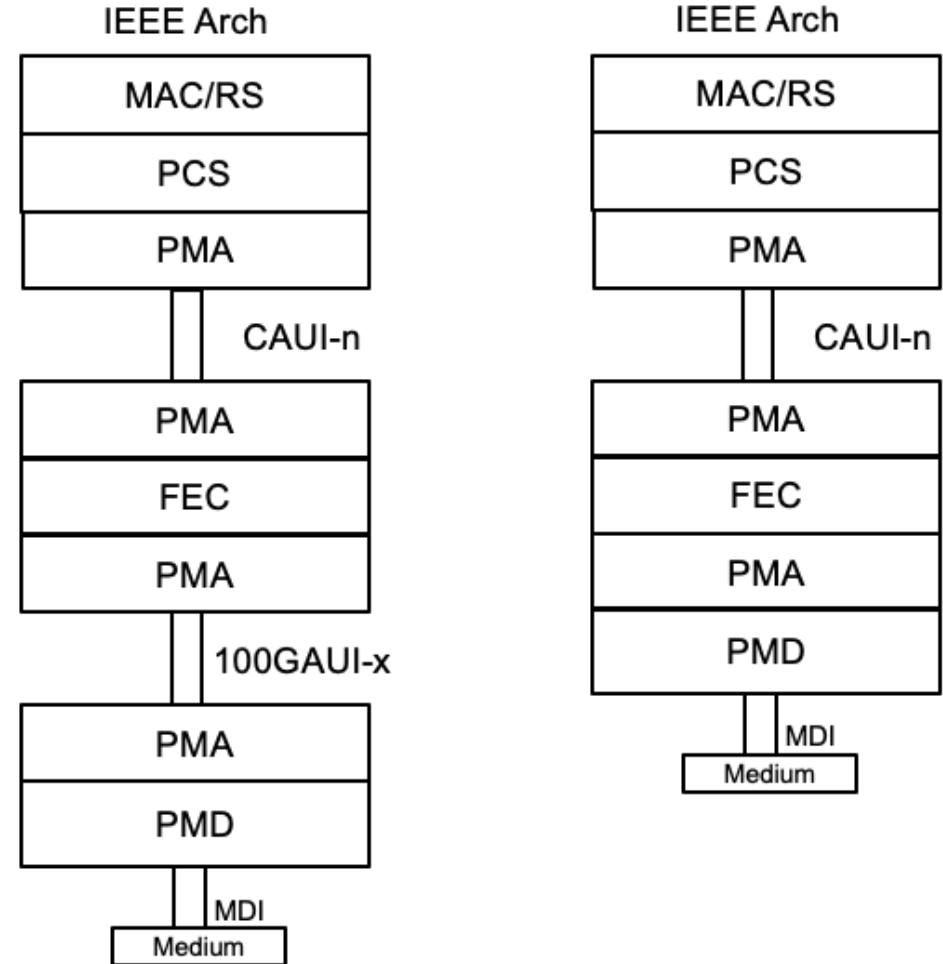 IEEE Arch
MAC/RS
PCS
PMA
CAUI-n
PMA
FEC
PMA
100GAUI-x
PMA
PMD
MDI
Medium
IEEE Arch
MAC/RS
PCS
PMA
CAUI-n
PMA
FEC
PMA
PMD
MDI
Medium